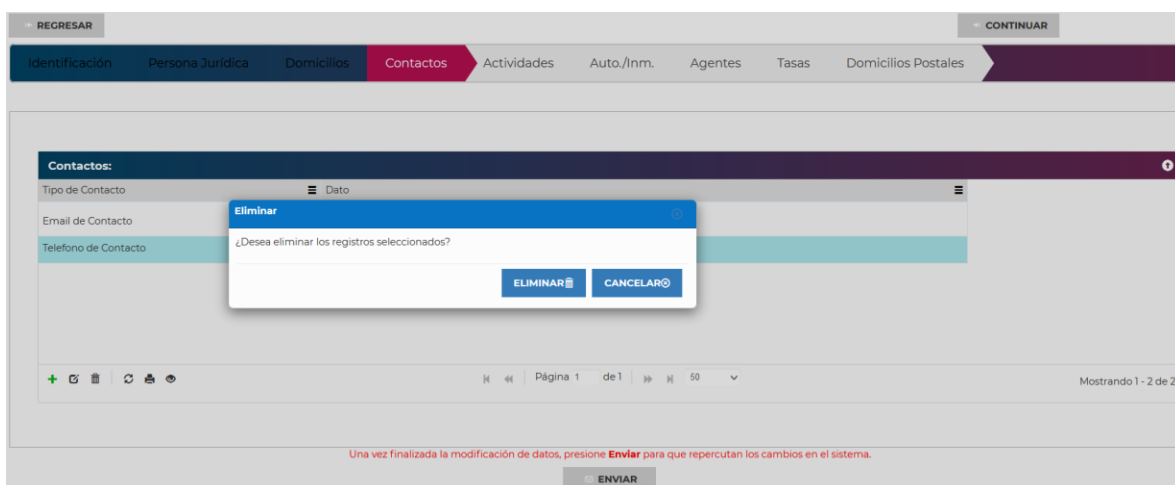 REGRESAR
CONTINUAR
Identificación Persona Jurídica Domicilios Contactos Actividades Auto./Inm. Agentes Tasas Domicilios Postales
Contactos:
Tipo de Contacto Dato
Email de Contacto
Telefono de Contacto
Eliminar
¿Desea eliminar los registros seleccionados?
ELIMINAR CANCELAR
Página 1 de 1 50
Mostrando 1 - 2 de 2
Una vez finalizada la modificación de datos, presione Enviar para que repercutan los cambios en el sistema.
ENVIAR